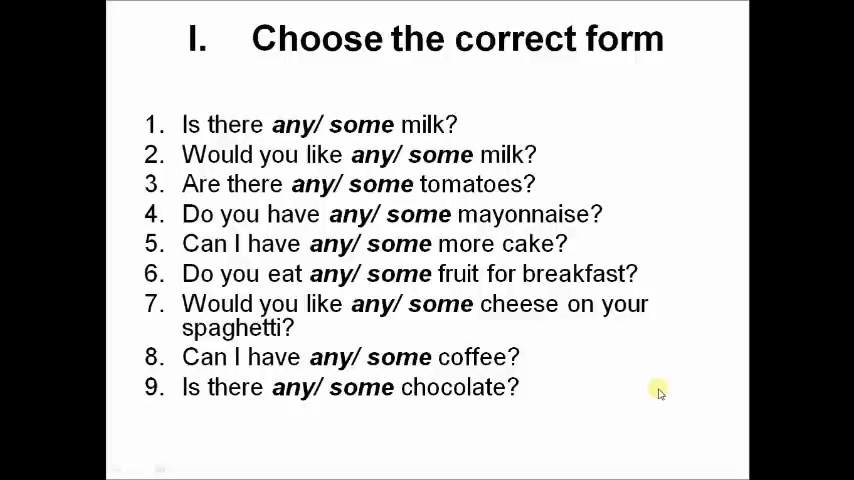 I. Choose the correct form
1. Is there any/ some milk?
2. Would you like any/ some milk?
3. Are there any/ some tomatoes?
4. Do you have any/ some mayonnaise?
5. Can I have any/ some more cake?
6. Do you eat any/ some fruit for breakfast?
7. Would you like any/ some cheese on your
spaghetti?
8. Can I have any/ some coffee?
9. Is there any/ some chocolate?